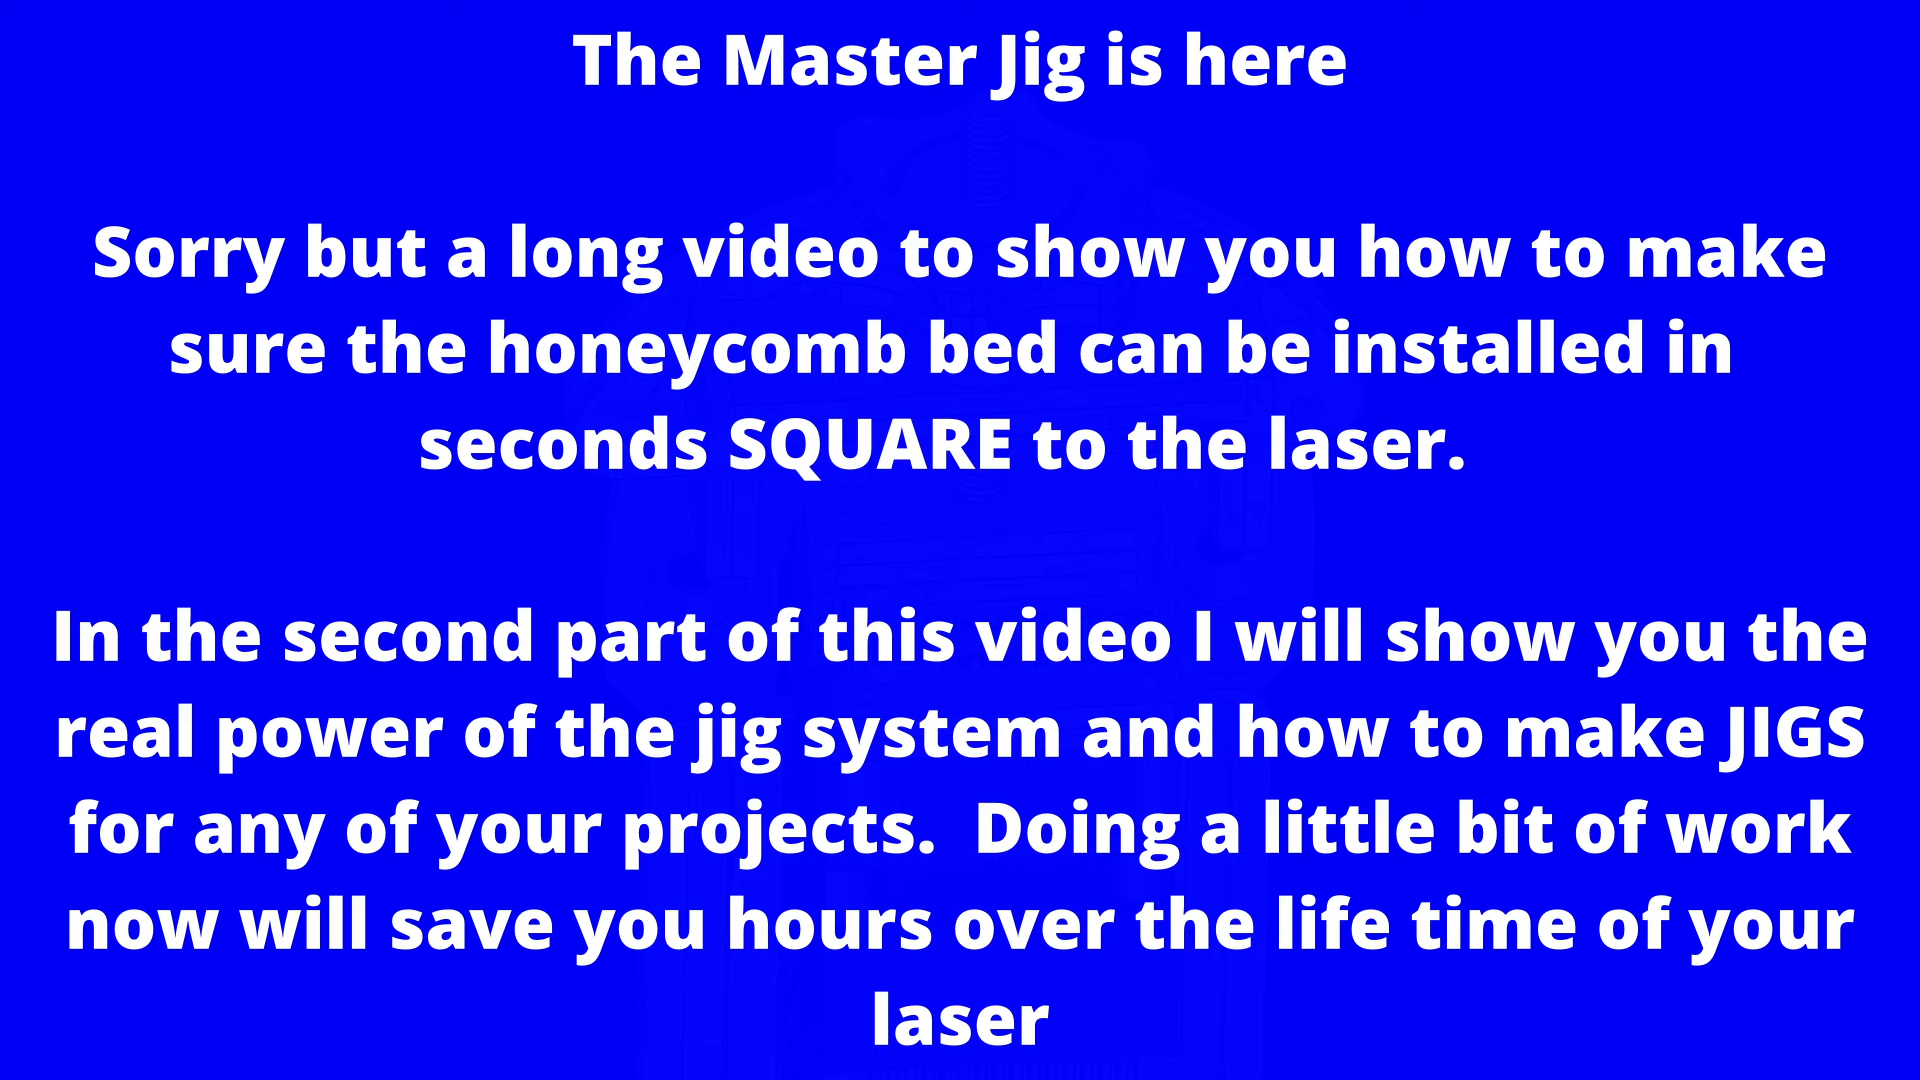 The Master Jig is here
Sorry but a long video to show you how to make
sure the honeycomb bed can be installed in
seconds SQUARE to the laser.
In the second part of this video I will show you the
real power of the jig system and how to make JIGS
for any of your projects.  Doing a little bit of work
now will save you hours over the life time of your
laser